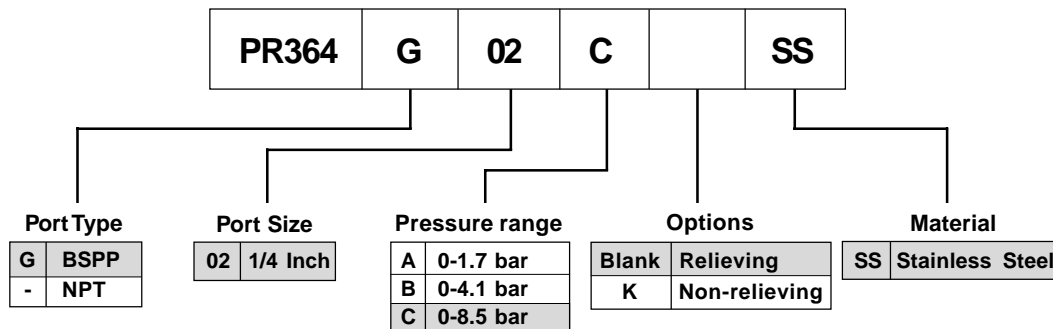 PR364 G 02 C SS
Port Type
G BSPP
- NPT
Port Size
02 1/4 Inch
Pressure range
A 0-1.7 bar
B 0-4.1 bar
C 0-8.5 bar
Options
Blank Relieving
K Non-relieving
Material
SS Stainless Steel